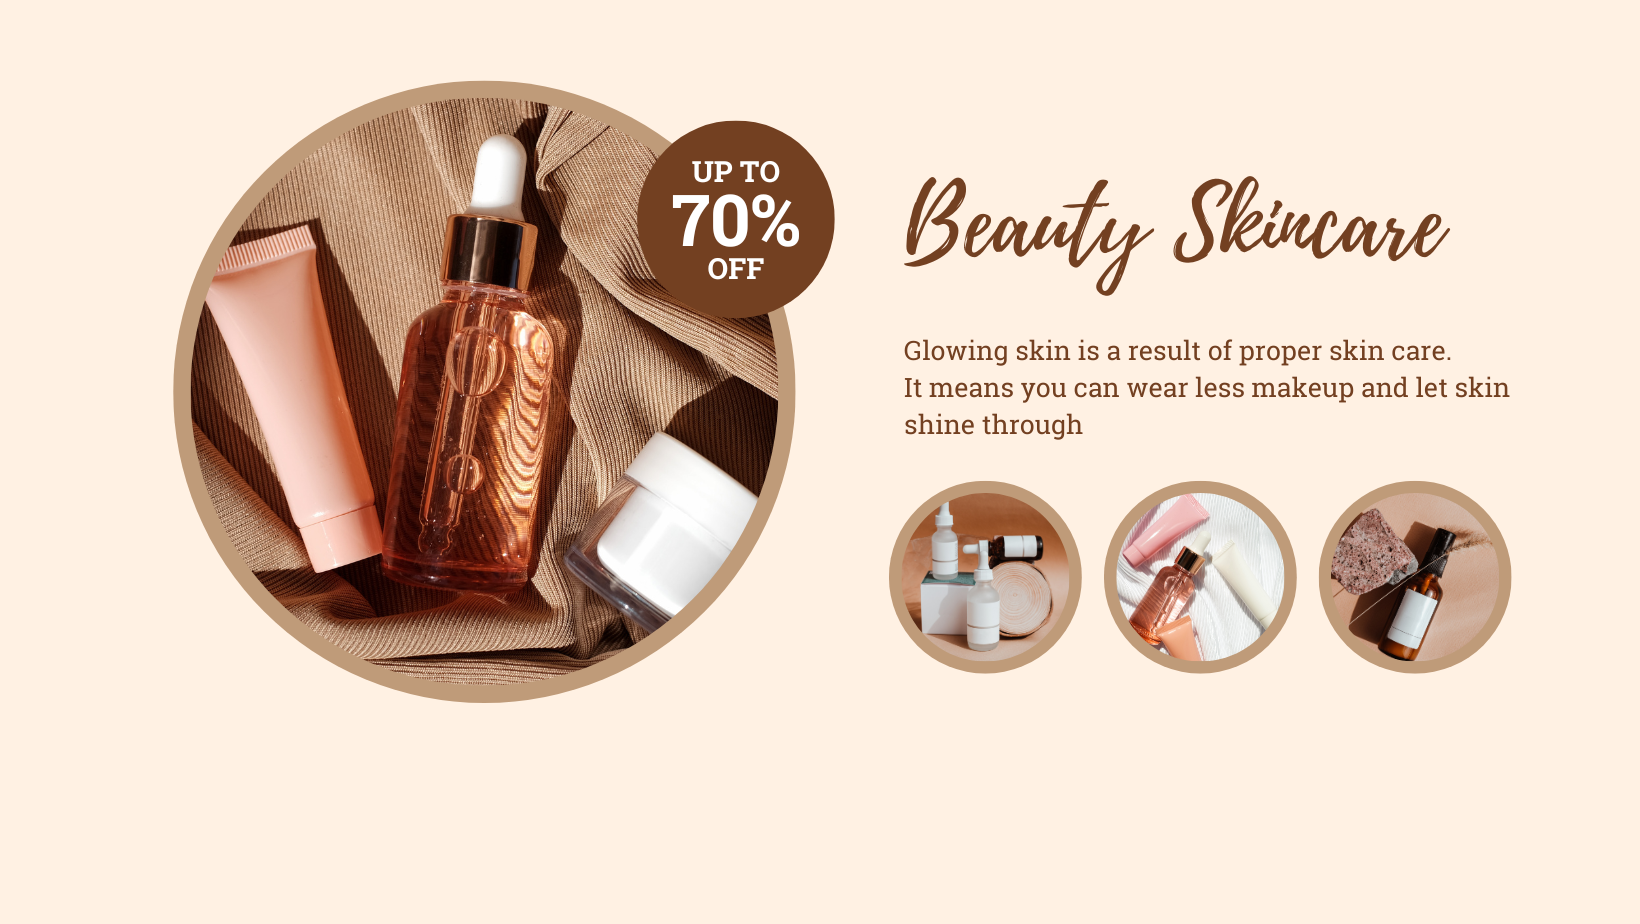 UP TO
70%
OFF
Beauty Skincare
Glowing skin is a result of proper skin care.
It means you can wear less makeup and let skin
shine through